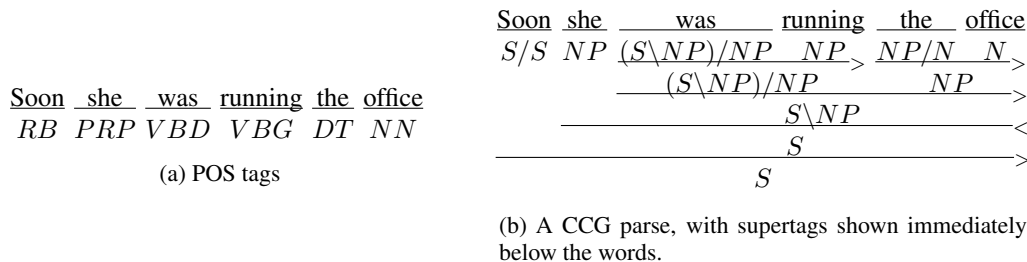 Soon she was running the office
RB PRP VBD VBG DT NN
(a) POS tags
Soon she was running the office
S/S NP (S\NP)/NP NP NP/N N
> >
(S\NP)/NP NP
>
S\NP
<
S
>
S
(b) A CCG parse, with supertags shown immediately
below the words.